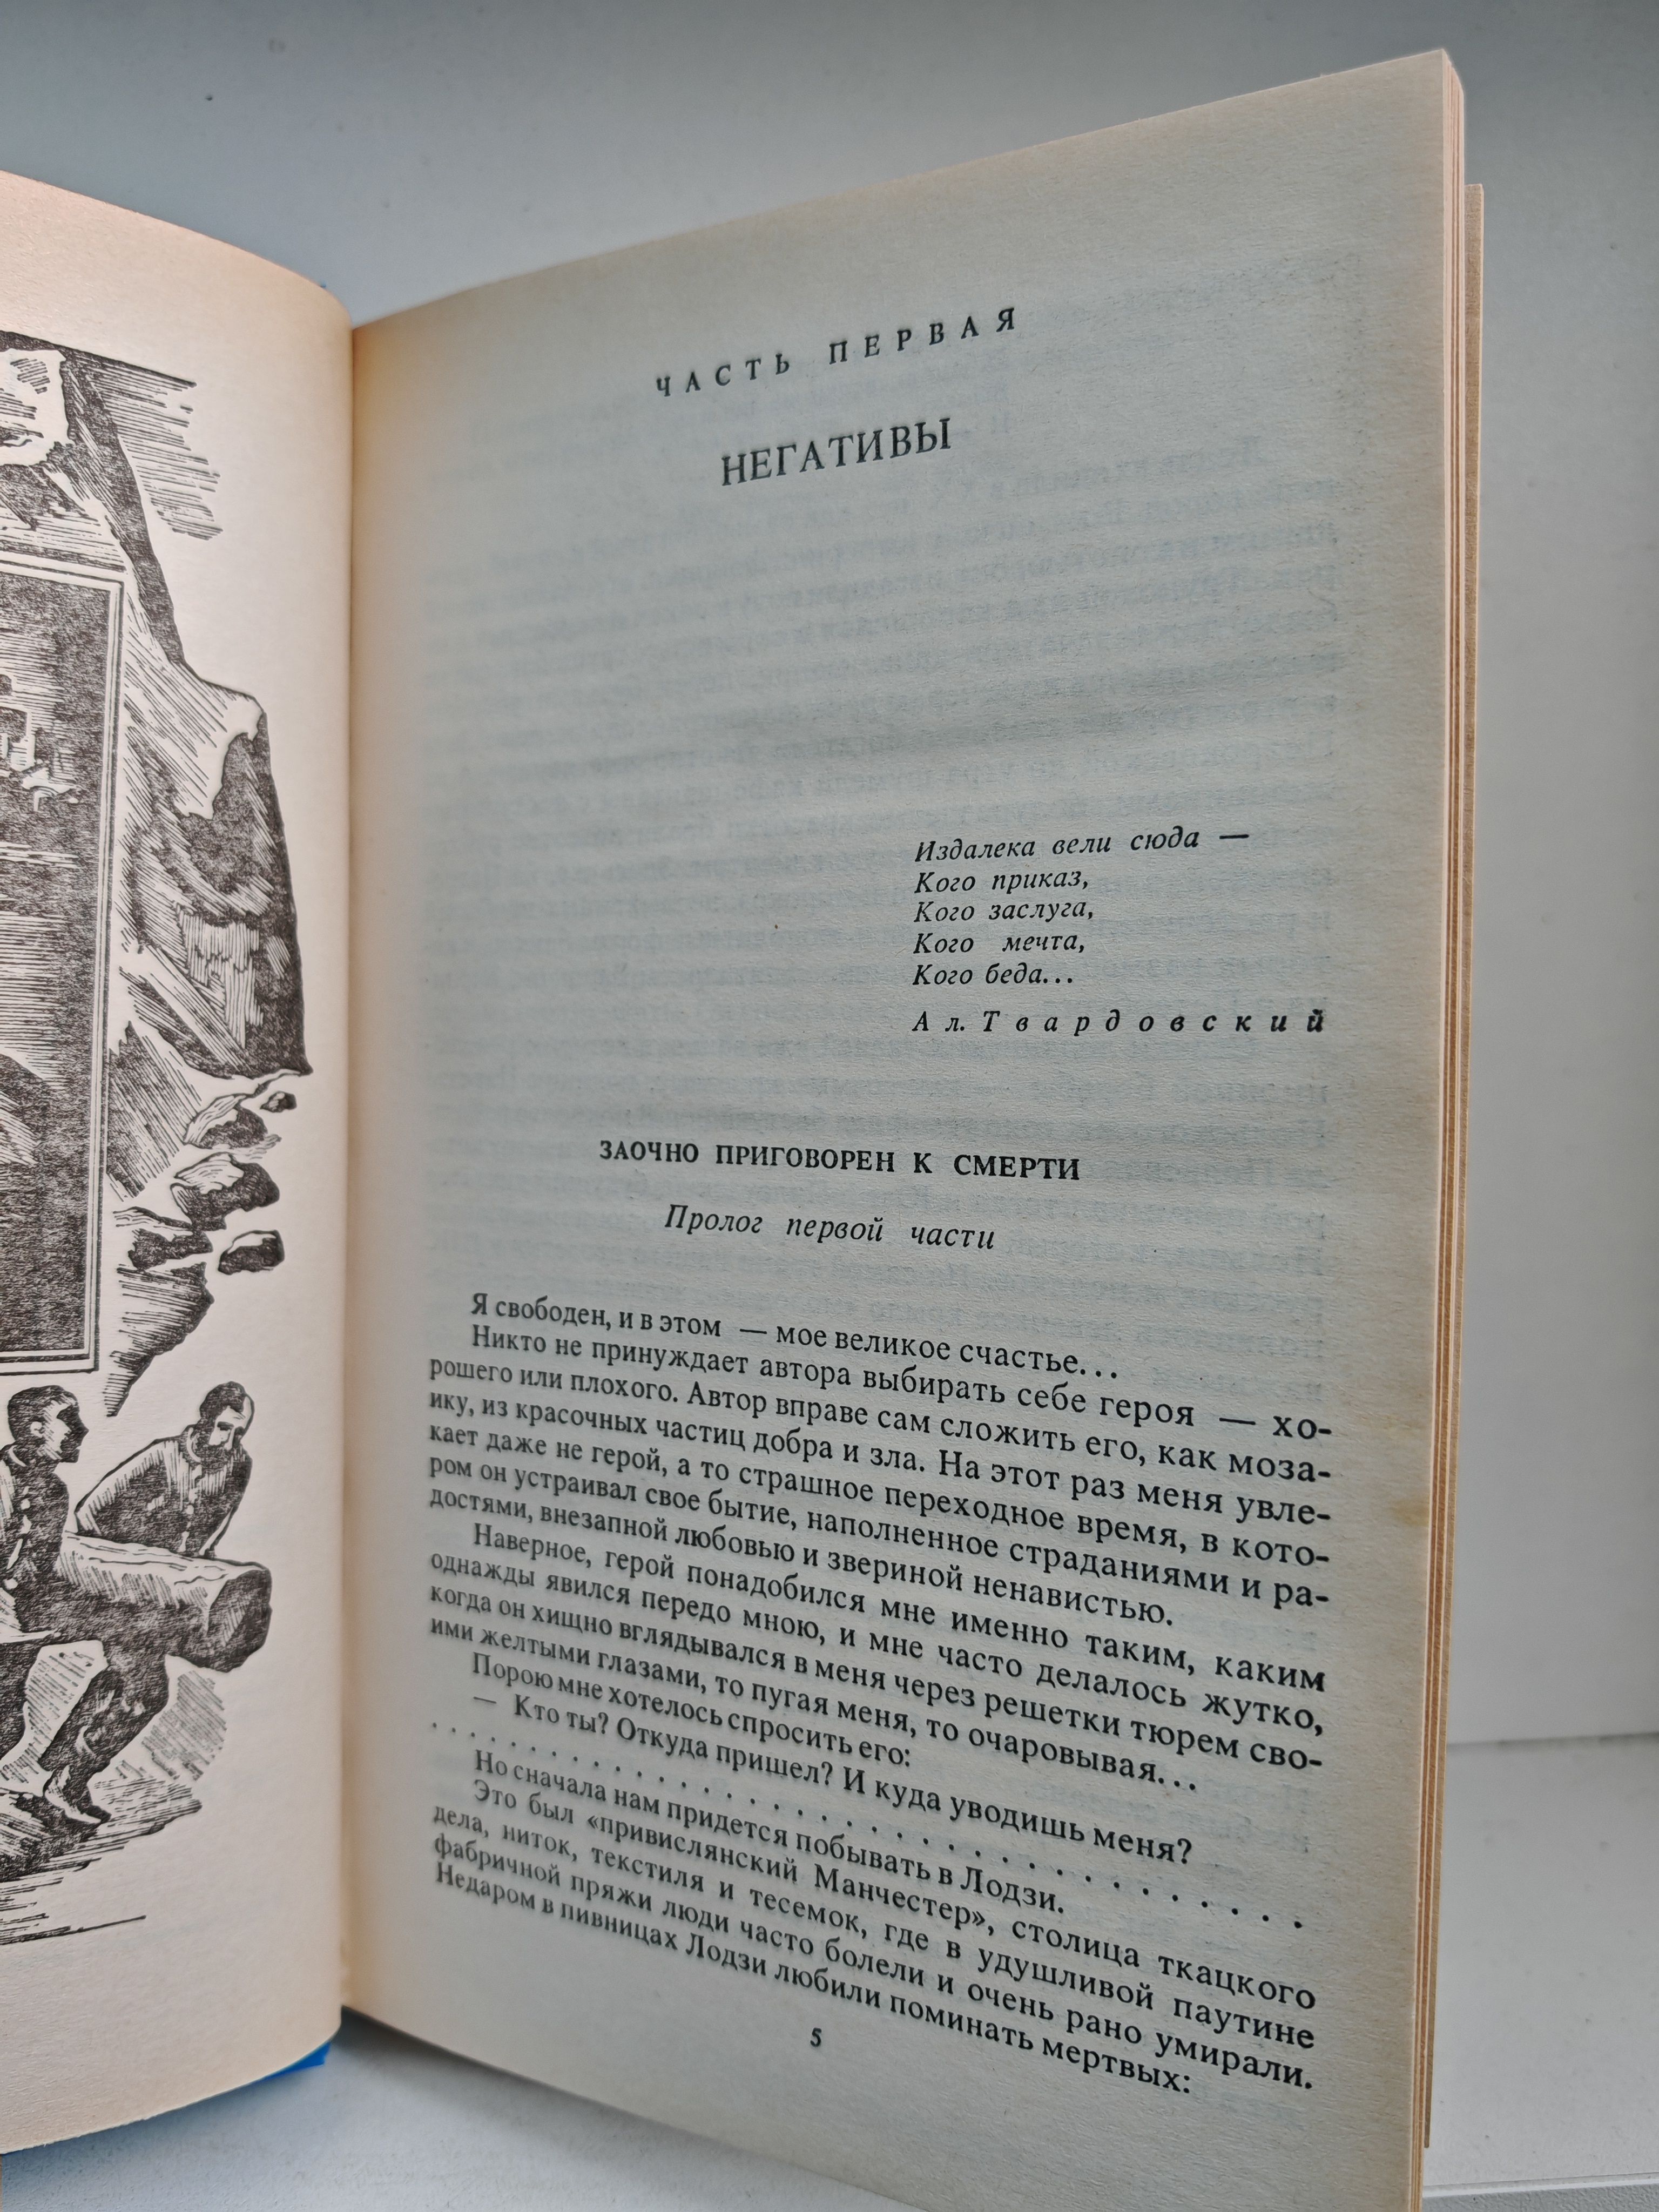 ЧАСТЬ ПЕРВАЯ
НЕГАТИВЫ
Издалека вели сюда —
Кого приказ,
Кого заслуга,
Кого мечта,
Кого беда...
Ал. Твардовский
ЗАОЧНО ПРИГОВОРЕН К СМЕРТИ
Пролог первой части
Я свободен, и в этом — мое великое счастье...
Никто не принуждает автора выбирать себе героя — хо-
рошего или плохого. Автор вправе сам сложить его, как моза-
ику, из красочных частиц добра и зла. На этот раз меня увле-
кает даже не герой, а то страшное переходное время, в кото-
ром он устраивал свое бытие, наполненное страданиями и ра-
достями, внезапной любовью и звериной ненавистью.
Наверное, герой понадобился мне именно таким, каким
однажды явился передо мною, и мне часто делалось жутко,
когда он хищно вглядывался в меня через решетки тюрем сво-
ими желтыми глазами, то пугая меня, то очаровывая...
Порою мне хотелось спросить его:
— Кто ты? Откуда пришел? И куда уводишь меня?
. . . . . . . . . . . . . . . . . . . . . . . . . . . . . .
Но сначала нам придется побывать в Лодзи.
Это был «привислянский Манчестер», столица ткацкого
дела, ниток, текстиля и тесемок, где в удушливой паутине
фабричной пряжи люди часто болели и очень рано умирали.
Недаром в пивницах Лодзи любили поминать мертвых:
5